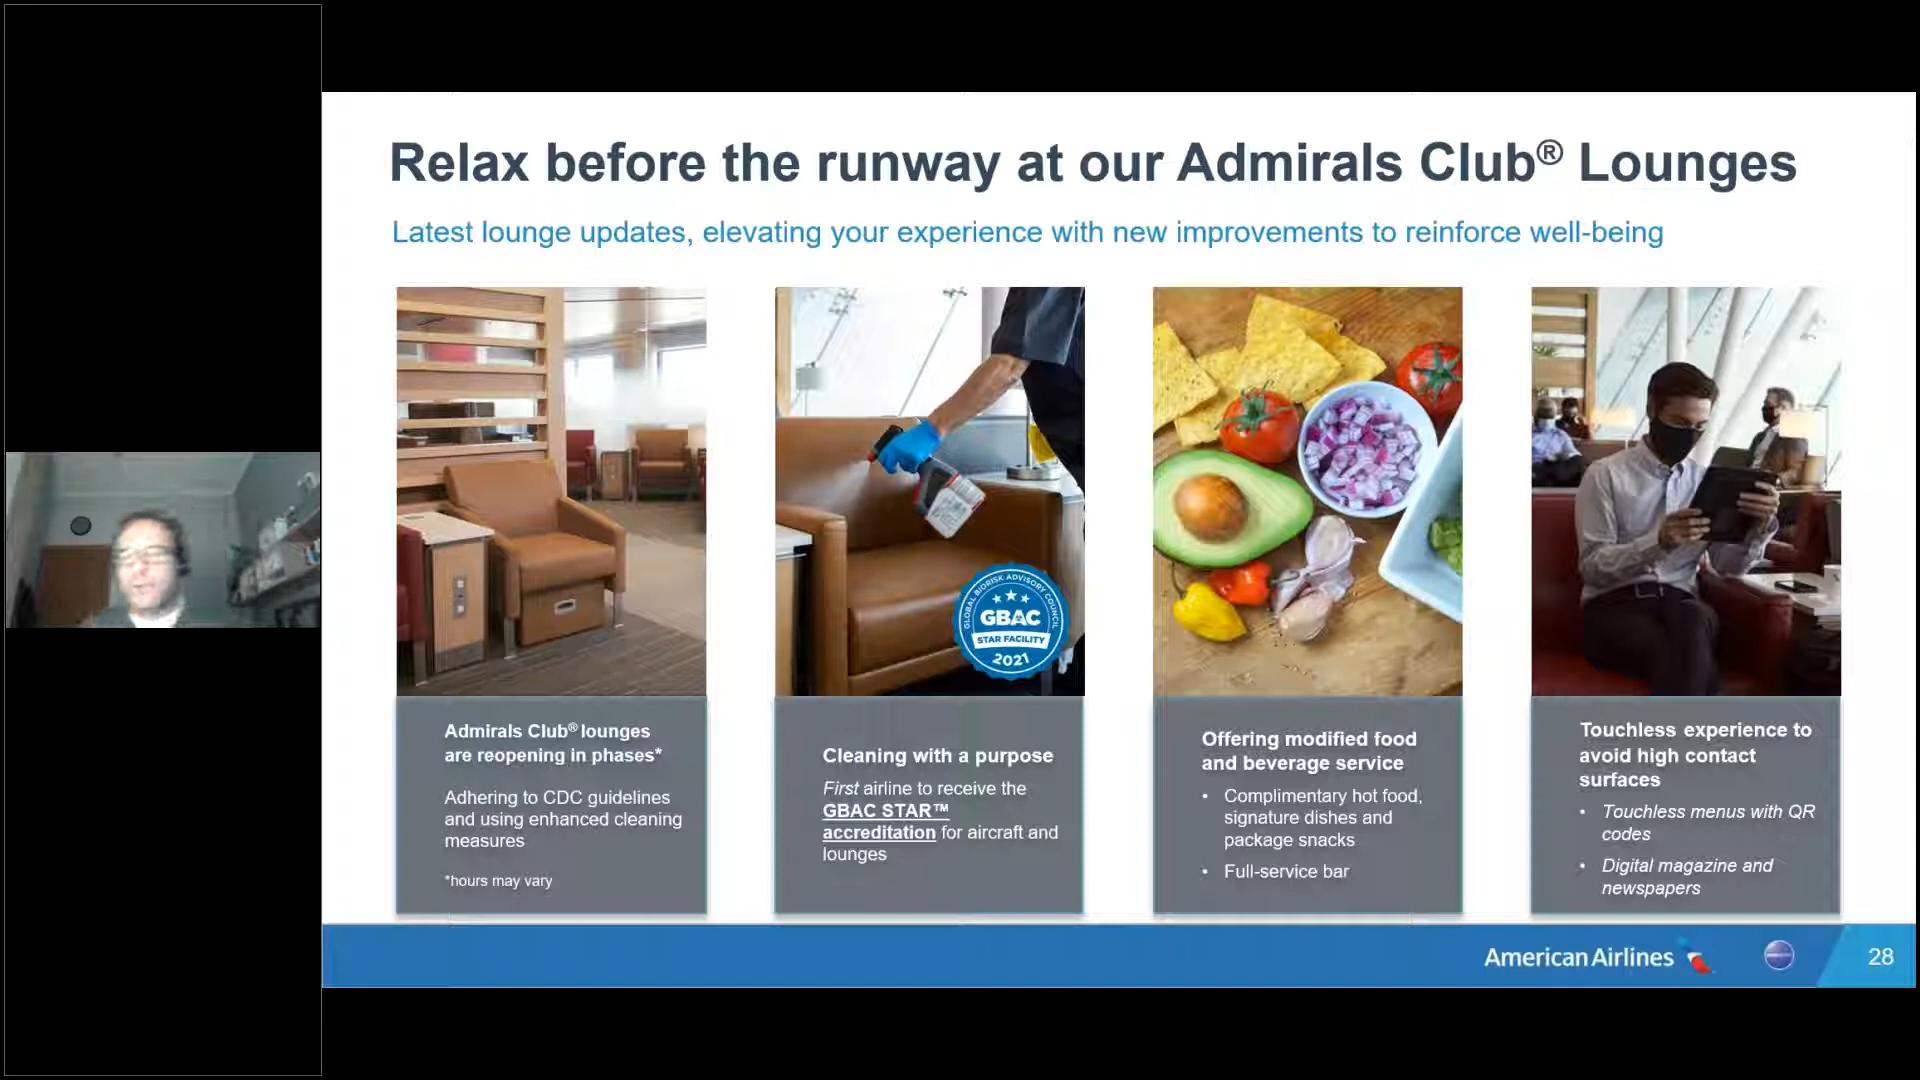 Relax before the runway at our Admirals Club® Lounges
Latest lounge updates, elevating your experience with new improvements to reinforce well-being
GLOBAL BIORISK ADVISORY COUNCIL
GBAC
STAR FACILITY
2021
Admirals Club® lounges
are reopening in phases*
Adhering to CDC guidelines
and using enhanced cleaning
measures
*hours may vary
Cleaning with a purpose
First airline to receive the
GBAC STAR™
accreditation for aircraft and
lounges
Offering modified food
and beverage service
• Complimentary hot food,
signature dishes and
package snacks
• Full-service bar
Touchless experience to
avoid high contact
surfaces
• Touchless menus with QR
codes
• Digital magazine and
newspapers
American Airlines
28